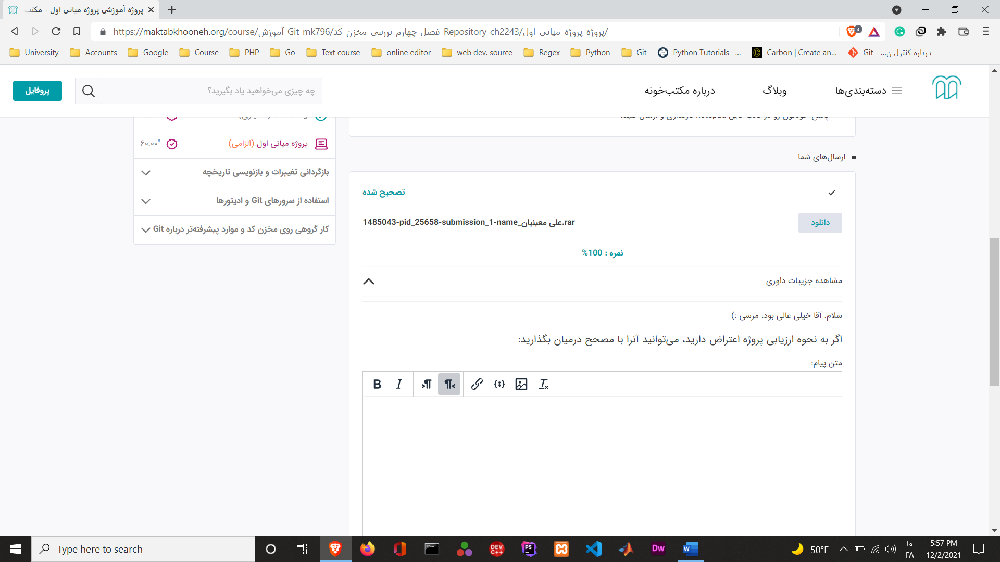 پروژه آموزشی پروژه میانی اول - مکتب
https://maktabkhooneh.org/course/آموزش-Git-mk796/فصل-چهارم-بررسی-مخزن-کد-Repository-ch2243/پروژه-پروژه-میانی-اول/
4
University Accounts Google Course PHP Go Text course online editor web dev. source Regex Python Git Python Tutorials –... Carbon | Create an... Git - ...دربارهٔ کنترل ن
دسته‌بندی‌ها وبلاگ درباره مکتب‌خونه
چه چیزی می‌خواهید یاد بگیرید؟
پروفایل
پروژه میانی اول (الزامی) ۶۰:۰۰"
بازگردانی تغییرات و بازنویسی تاریخچه
استفاده از سرورهای Git و ادیتورها
کار گروهی روی مخزن کد و موارد پیشرفته‌تر درباره Git
ارسال‌های شما
تصحیح شده
1485043-pid_25658-submission_1-name_علی معینیان.rar
دانلود
نمره : 100%
مشاهده جزییات داوری
سلام. آقا خیلی عالی بود، مرسی :)
اگر به نحوه ارزیابی پروژه اعتراض دارید، می‌توانید آنرا با مصحح درمیان بگذارید:
متن پیام:
B I
Type here to search
DEV C++
PS
Dw
W
50°F
فا
FA
5:57 PM
12/2/2021